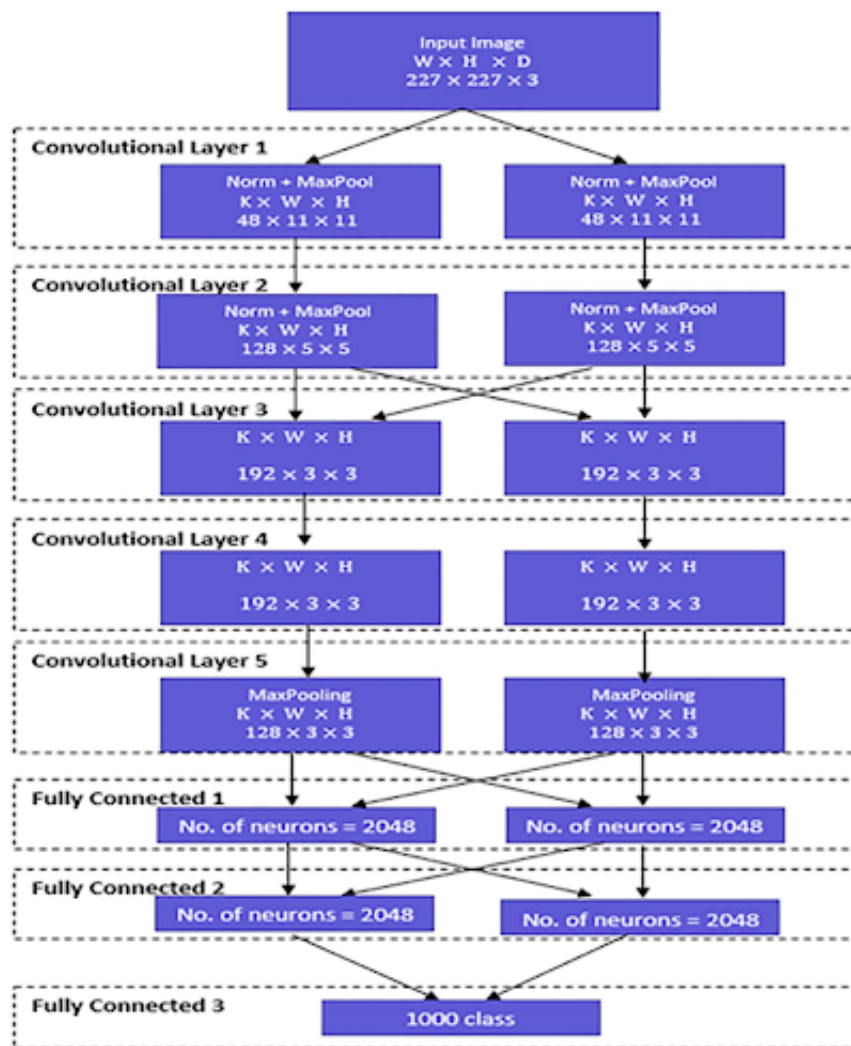 Input Image
W × H × D
227 × 227 × 3
Convolutional Layer 1
Norm + MaxPool
K × W × H
48 × 11 × 11
Norm + MaxPool
K × W × H
48 × 11 × 11
Convolutional Layer 2
Norm + MaxPool
K × W × H
128 × 5 × 5
Norm + MaxPool
K × W × H
128 × 5 × 5
Convolutional Layer 3
K × W × H
192 × 3 × 3
K × W × H
192 × 3 × 3
Convolutional Layer 4
K × W × H
192 × 3 × 3
K × W × H
192 × 3 × 3
Convolutional Layer 5
MaxPooling
K × W × H
128 × 3 × 3
MaxPooling
K × W × H
128 × 3 × 3
Fully Connected 1
No. of neurons = 2048
No. of neurons = 2048
Fully Connected 2
No. of neurons = 2048
No. of neurons = 2048
Fully Connected 3
1000 class